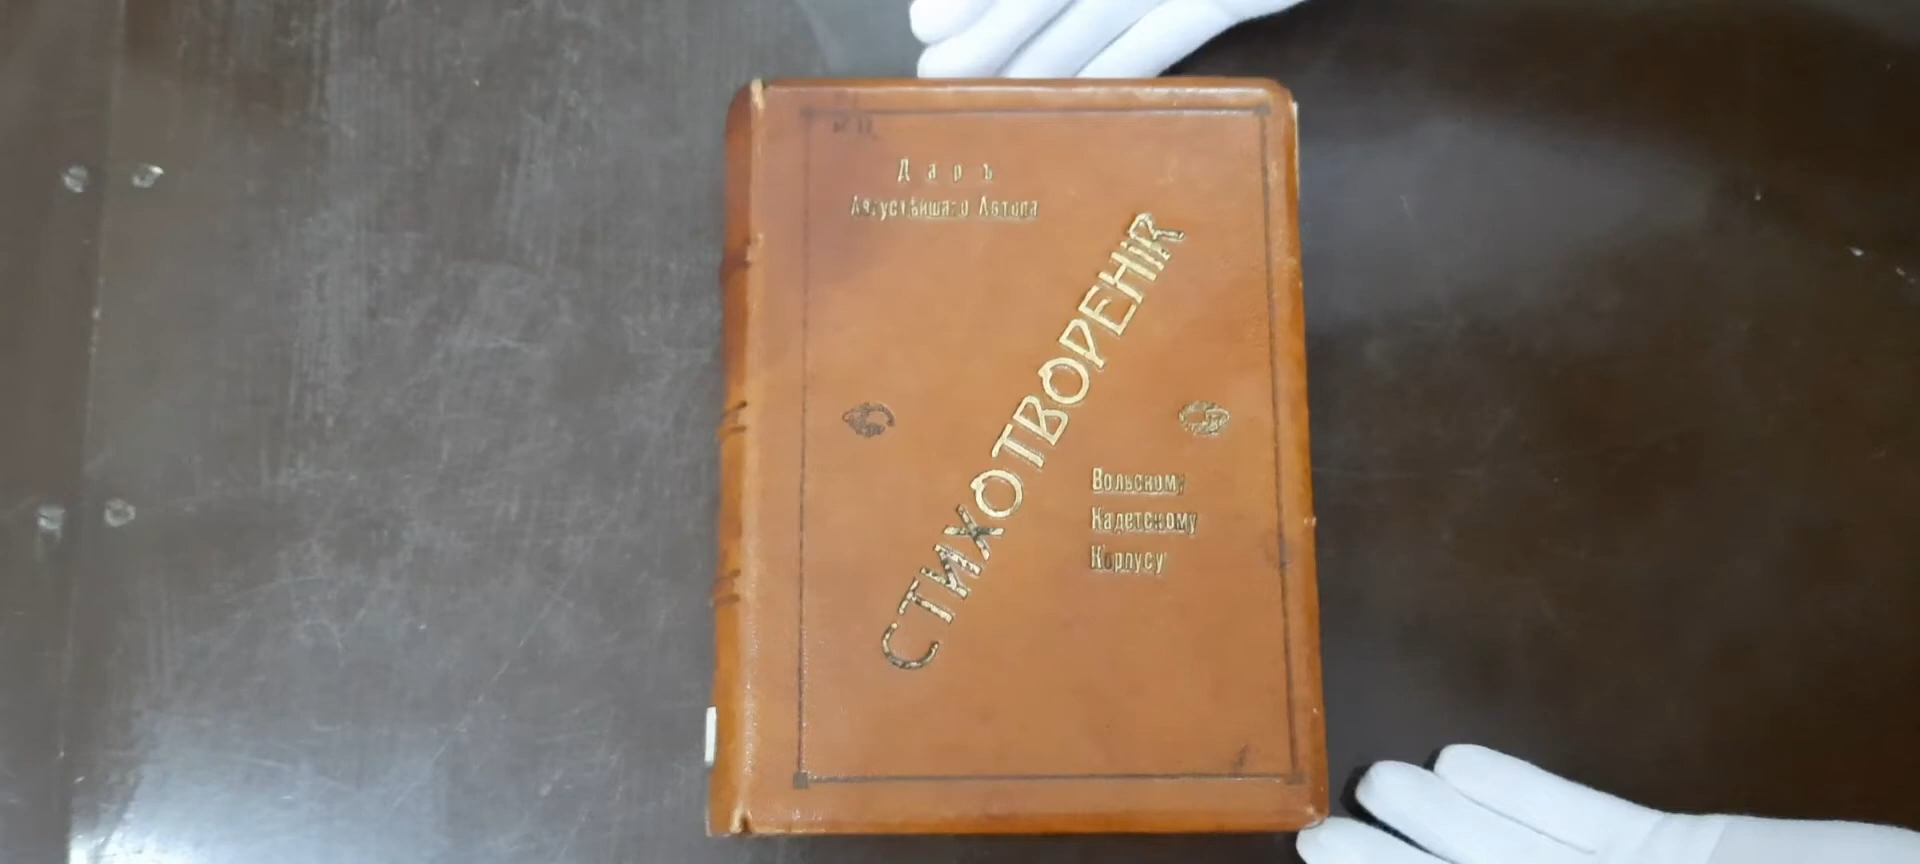 Даръ
Августѣйшаго Автора
СТИХОТВОРЕНІЯ
Вольскому
Кадетскому
Корпусу